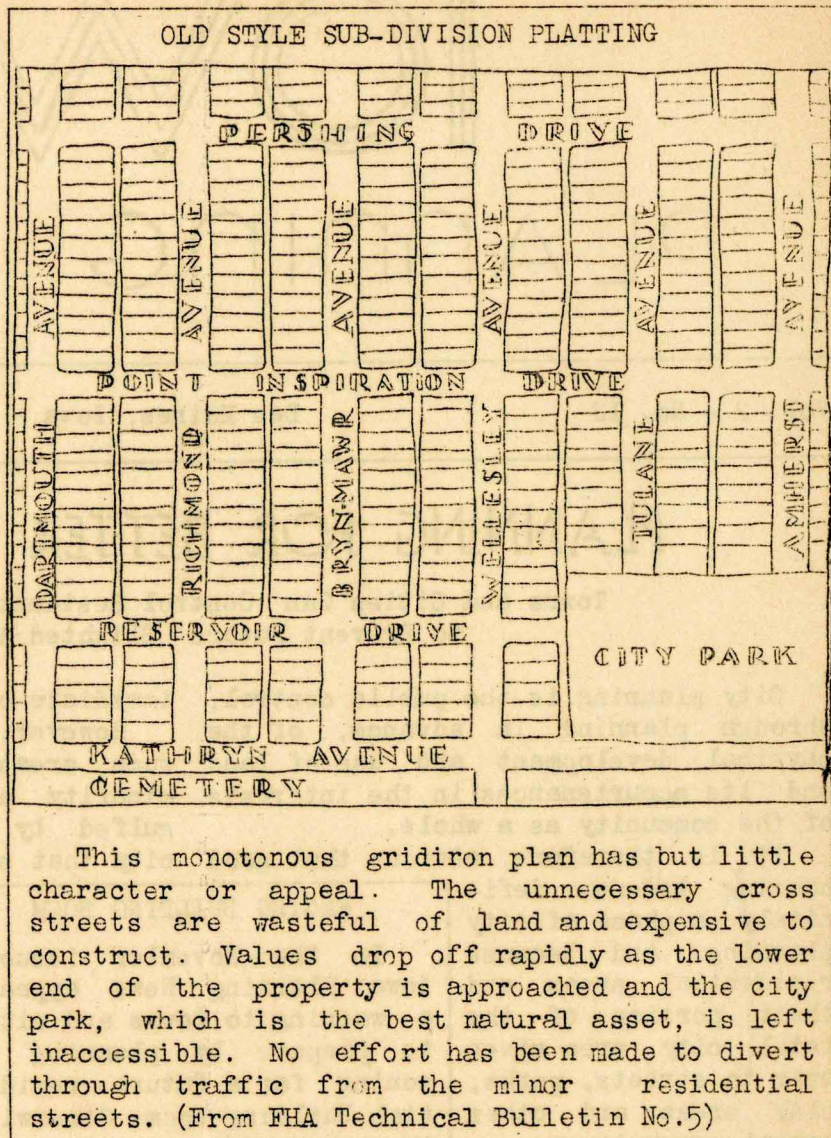 OLD STYLE SUB-DIVISION PLATTING
PERSHING DRIVE
AVENUE AVENUE AVENUE AVENUE AVENUE AVENUE
POINT INSPIRATION DRIVE
DARTMOUTH RICHMOND BRYN-MAWR WELLESLEY TULANE AMHERST
RESERVOIR DRIVE
CITY PARK
KATHRYN AVENUE
CEMETERY
This monotonous gridiron plan has but little
character or appeal. The unnecessary cross
streets are wasteful of land and expensive to
construct. Values drop off rapidly as the lower
end of the property is approached and the city
park, which is the best natural asset, is left
inaccessible. No effort has been made to divert
through traffic from the minor residential
streets. (From FHA Technical Bulletin No.5)